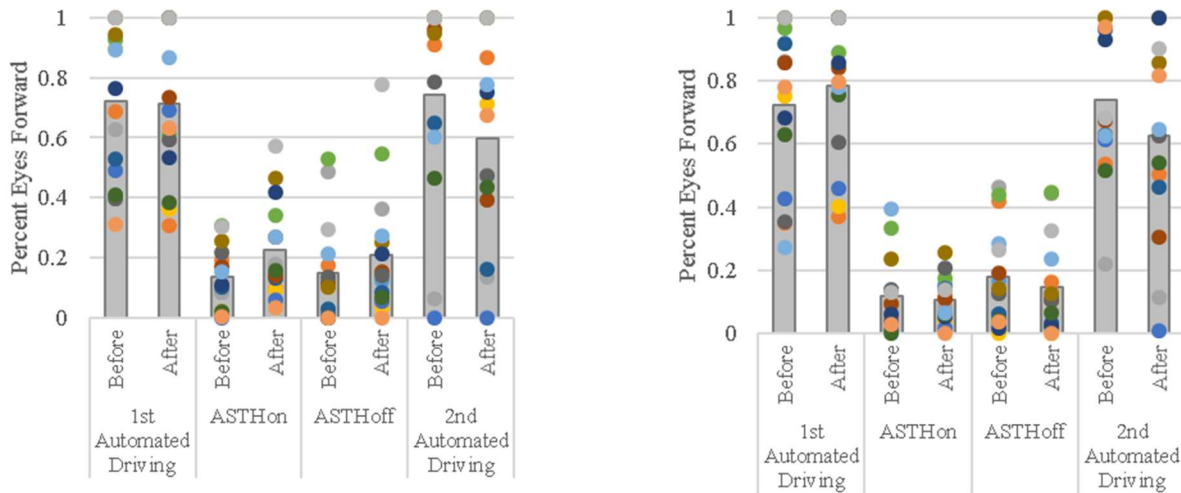 Percent Eyes Forward
1
0.8
0.6
0.4
0.2
0
Before
After
Before
After
Before
After
Before
After
1st
Automated
Driving
ASTHon
ASTHoff
2nd
Automated
Driving
Percent Eyes Forward
1
0.8
0.6
0.4
0.2
0
Before
After
Before
After
Before
After
Before
After
1st
Automated
Driving
ASTHon
ASTHoff
2nd
Automated
Driving